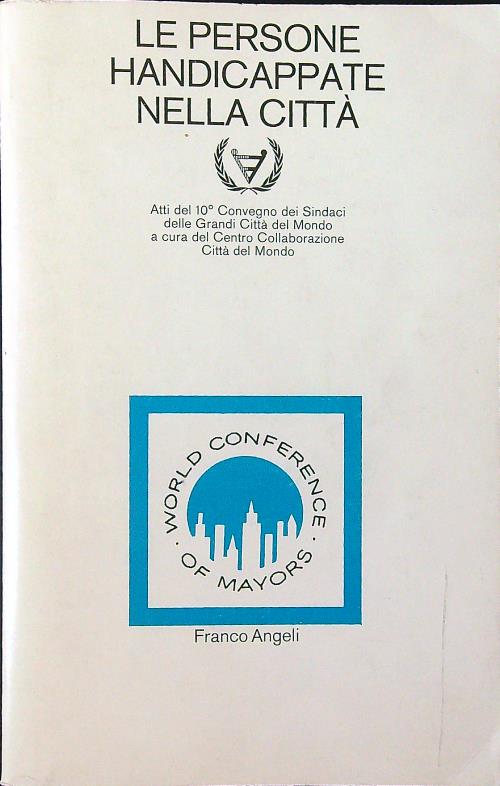 LE PERSONE
HANDICAPPATE
NELLA CITTÀ
Atti del 10° Convegno dei Sindaci
delle Grandi Città del Mondo
a cura del Centro Collaborazione
Città del Mondo
· WORLD CONFERENCE ·
OF MAYORS
Franco Angeli